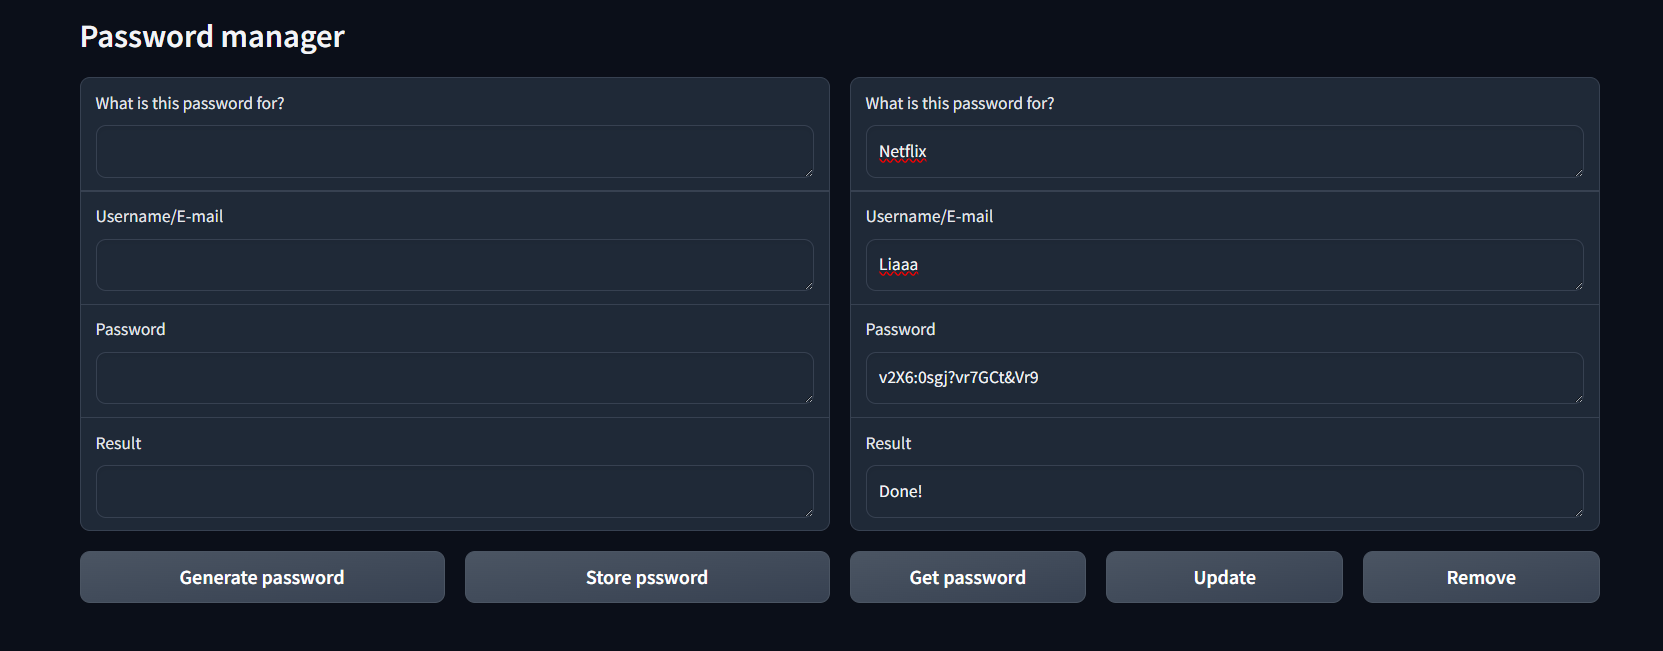 Password manager
What is this password for?
Username/E-mail
Password
Result
Generate password
Store pssword
What is this password for?
Netflix
Username/E-mail
Liaaa
Password
v2X6:0sgj?vr7GCt&Vr9
Result
Done!
Get password
Update
Remove